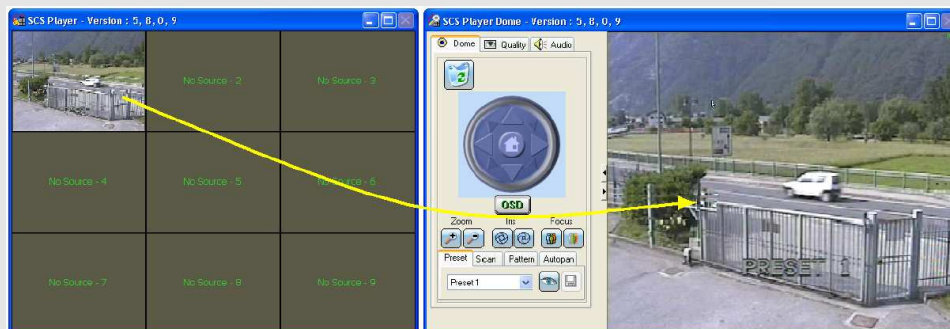 SCS Player - Version : 5, 8, 0, 9
No Source - 2
No Source - 3
No Source - 4
No Source - 5
No Source - 6
No Source - 7
No Source - 8
No Source - 9
SCS Player Dome - Version : 5, 8, 0, 9
Dome Quality Audio
OSD
Zoom Iris Focus
Preset Scan Pattern Autopan
Preset 1
PRESET 1